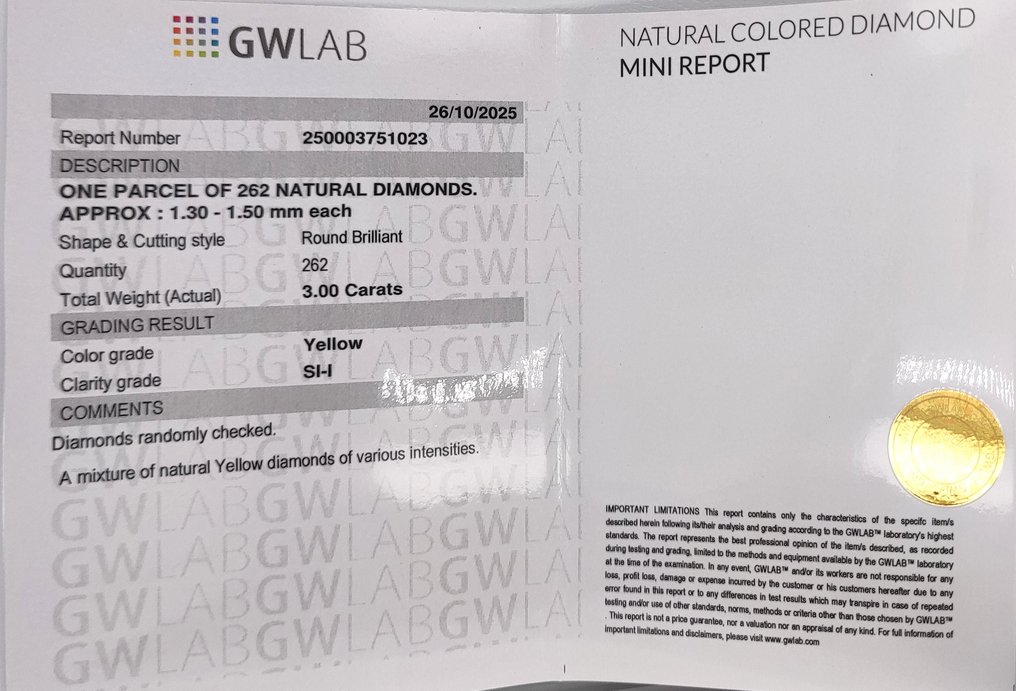 GWLAB
26/10/2025
Report Number 250003751023
DESCRIPTION
ONE PARCEL OF 262 NATURAL DIAMONDS.
APPROX : 1.30 - 1.50 mm each
Shape & Cutting style Round Brilliant
Quantity 262
Total Weight (Actual) 3.00 Carats
GRADING RESULT
Color grade Yellow
Clarity grade SI-I
COMMENTS
Diamonds randomly checked.
A mixture of natural Yellow diamonds of various intensities.
NATURAL COLORED DIAMOND
MINI REPORT
IMPORTANT LIMITATIONS This report contains only the characteristics of the specifc item/s
described herein following its/their analysis and grading according to the GWLAB™ laboratory's highest
standards. The report represents the best professional opinion of the item/s described, as recorded
during testing and grading, limited to the methods and equipment available by the GWLAB™ laboratory
at the time of the examination. In any event, GWLAB™ and/or its workers are not responsible for any
loss, profit loss, damage or expense incurred by the customer or his customers hereafter due to any
error found in this report or to any differences in test results which may transpire in case of repeated
testing and/or use of other standards, norms, methods or criteria other than those chosen by GWLAB™
. This report is not a price guarantee, nor a valuation nor an appraisal of any kind. For full information of
important limitations and disclaimers, please visit www.gwlab.com